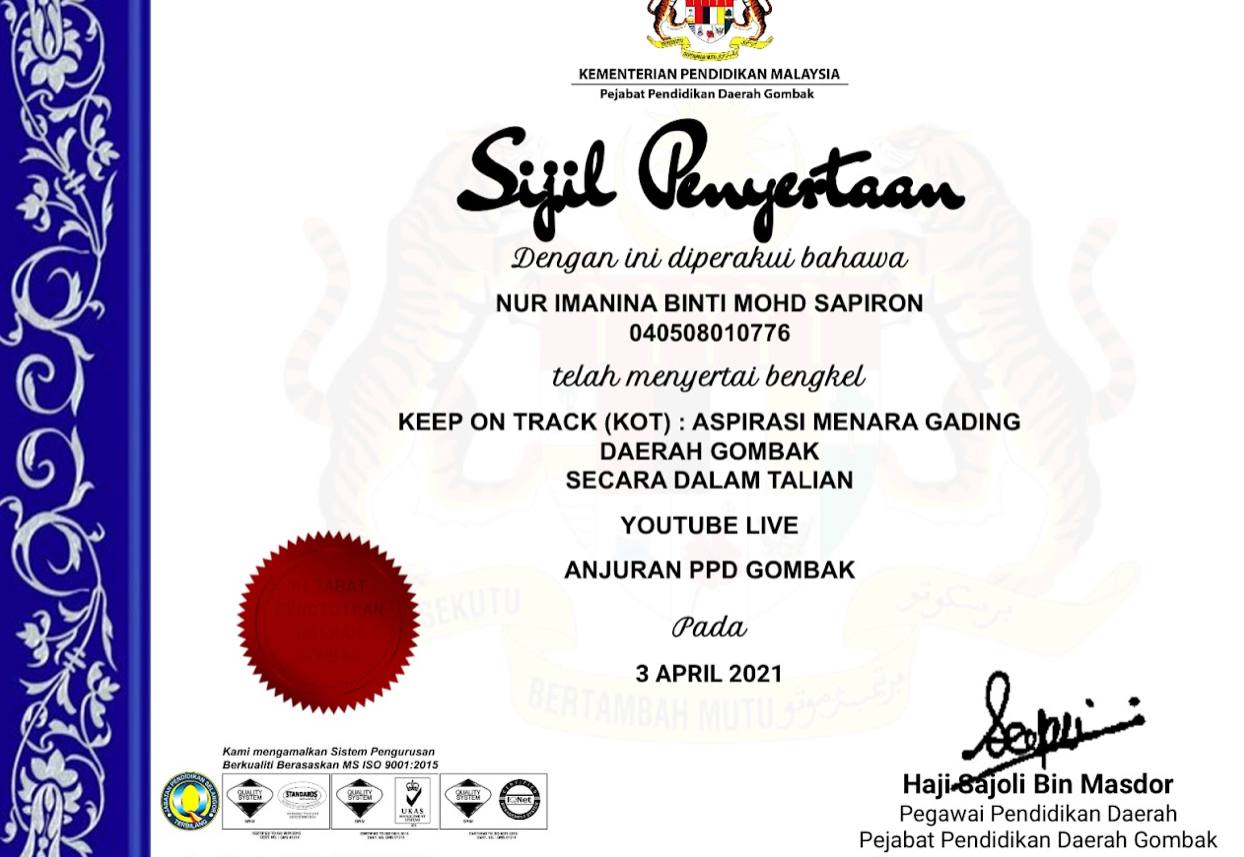 KEMENTERIAN PENDIDIKAN MALAYSIA
Pejabat Pendidikan Daerah Gombak
Sijil Penyertaan
Dengan ini diperakui bahawa
NUR IMANINA BINTI MOHD SAPIRON
040508010776
telah menyertai bengkel
KEEP ON TRACK (KOT) : ASPIRASI MENARA GADING
DAERAH GOMBAK
SECARA DALAM TALIAN
YOUTUBE LIVE
ANJURAN PPD GOMBAK
SEKUTU
Pada
3 APRIL 2021
BERTAMBAH MUTU
Kami mengamalkan Sistem Pengurusan
Berkualiti Berasaskan MS ISO 9001:2015
QUALITY SYSTEM
STANDARDS
QUALITY SYSTEM
UKAS
QUALITY SYSTEM
IQNet
Haji Sajoli Bin Masdor
Pegawai Pendidikan Daerah
Pejabat Pendidikan Daerah Gombak